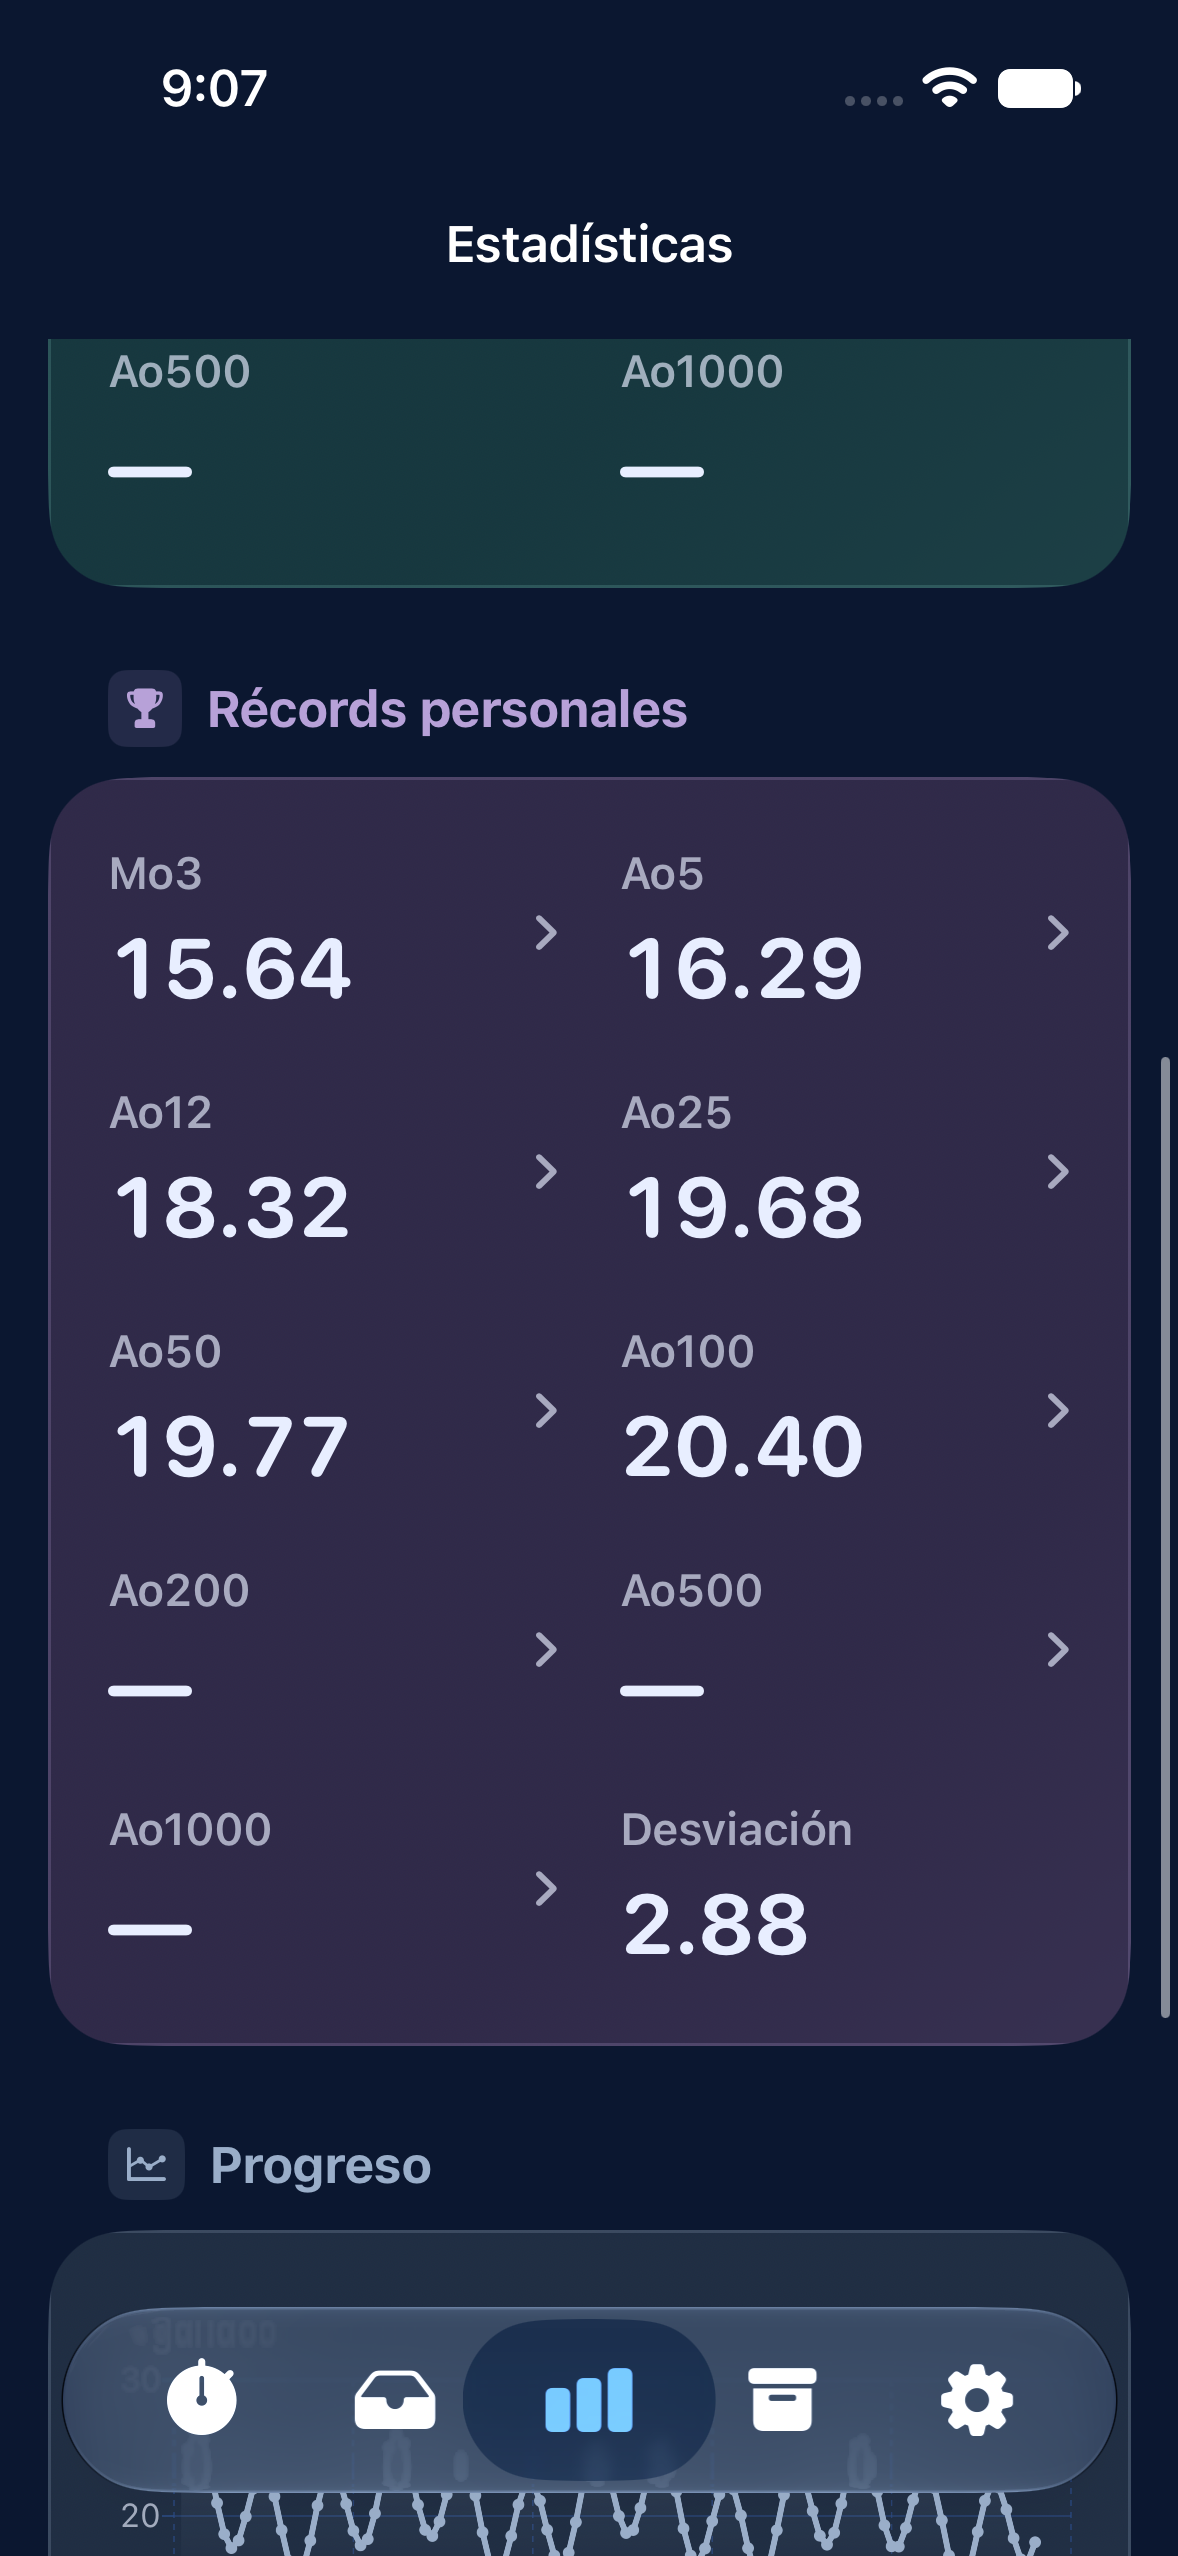 9:07
Estadísticas
Ao500 Ao1000
— —
Récords personales
Mo3 Ao5
15.64 16.29
Ao12 Ao25
18.32 19.68
Ao50 Ao100
19.77 20.40
Ao200 Ao500
— —
Ao1000 Desviación
— 2.88
Progreso
30
20